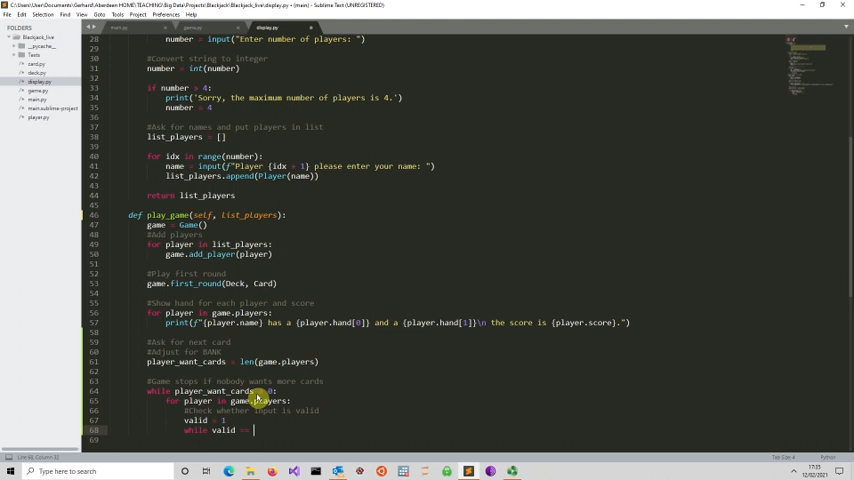 C:\Users\User\Documents\Gerhard\Aberdeen HOME\TEACHING\Big Data\Projects\Blackjack\Blackjack_live\display.py • (main) - Sublime Text (UNREGISTERED)
File Edit Selection Find View Goto Tools Project Preferences Help
FOLDERS
Blackjack_live
__pycache__
Tests
card.py
deck.py
display.py
game.py
main.py
main.sublime-project
player.py
main.py game.py display.py
28 number = input("Enter number of players: ")
29
30 #Convert string to integer
31 number = int(number)
32
33 if number > 4:
34 print('Sorry, the maximum number of players is 4.')
35 number = 4
36
37 #Ask for names and put players in list
38 list_players = []
39
40 for idx in range(number):
41 name = input(f"Player {idx + 1} please enter your name: ")
42 list_players.append(Player(name))
43
44 return list_players
45
46 def play_game(self, list_players):
47 game = Game()
48 #Add players
49 for player in list_players:
50 game.add_player(player)
51
52 #Play first round
53 game.first_round(Deck, Card)
54
55 #Show hand for each player and score
56 for player in game.players:
57 print(f"{player.name} has a {player.hand[0]} and a {player.hand[1]}\n the score is {player.score}.")
58
59 #Ask for next card
60 #Adjust for BANK
61 player_want_cards = len(game.players)
62
63 #Game stops if nobody wants more cards
64 while player_want_cards > 0:
65 for player in game.players:
66 #Check whether input is valid
67 valid = 1
68 while valid ==
69
Line 68, Column 32
Tab Size: 4
Python
Type here to search
17:35
12/02/2021